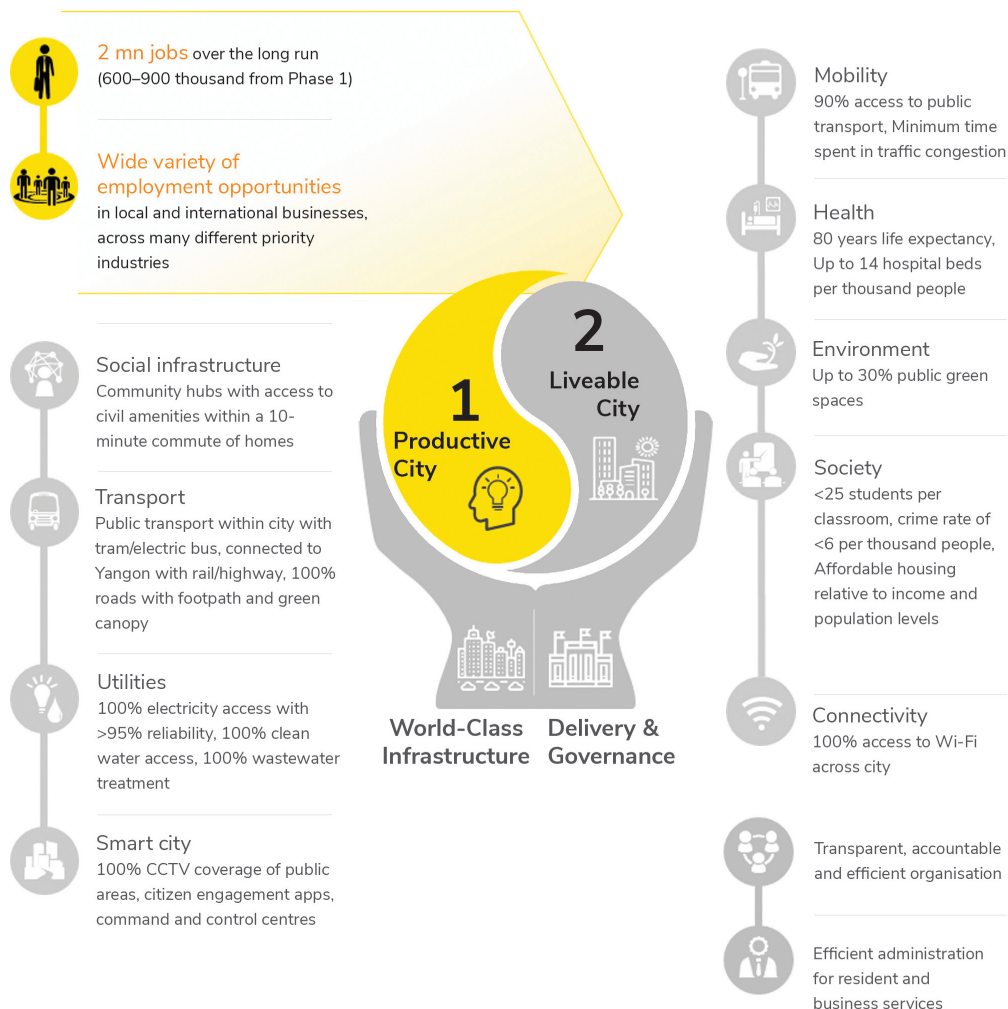 2 mn jobs over the long run
(600–900 thousand from Phase 1)
Wide variety of
employment opportunities
in local and international businesses,
across many different priority
industries
Social infrastructure
Community hubs with access to
civil amenities within a 10-
minute commute of homes
Transport
Public transport within city with
tram/electric bus, connected to
Yangon with rail/highway, 100%
roads with footpath and green
canopy
Utilities
100% electricity access with
>95% reliability, 100% clean
water access, 100% wastewater
treatment
Smart city
100% CCTV coverage of public
areas, citizen engagement apps,
command and control centres
1
Productive
City
2
Liveable
City
World-Class
Infrastructure
Delivery &
Governance
Mobility
90% access to public
transport, Minimum time
spent in traffic congestion
Health
80 years life expectancy,
Up to 14 hospital beds
per thousand people
Environment
Up to 30% public green
spaces
Society
<25 students per
classroom, crime rate of
<6 per thousand people,
Affordable housing
relative to income and
population levels
Connectivity
100% access to Wi-Fi
across city
Transparent, accountable
and efficient organisation
Efficient administration
for resident and
business services